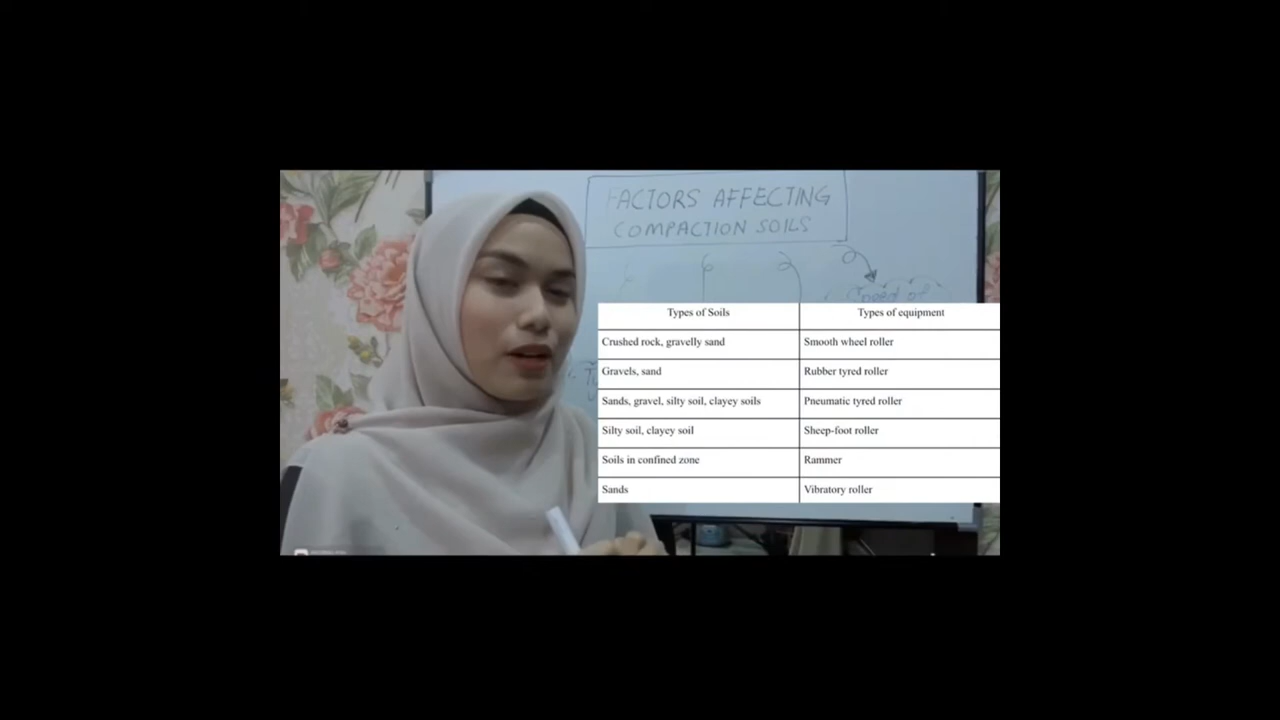 FACTORS AFFECTING
COMPACTION SOILS
Speed of
Types of Soils Types of equipment
Crushed rock, gravelly sand Smooth wheel roller
Gravels, sand Rubber tyred roller
Sands, gravel, silty soil, clayey soils Pneumatic tyred roller
Silty soil, clayey soil Sheep-foot roller
Soils in confined zone Rammer
Sands Vibratory roller